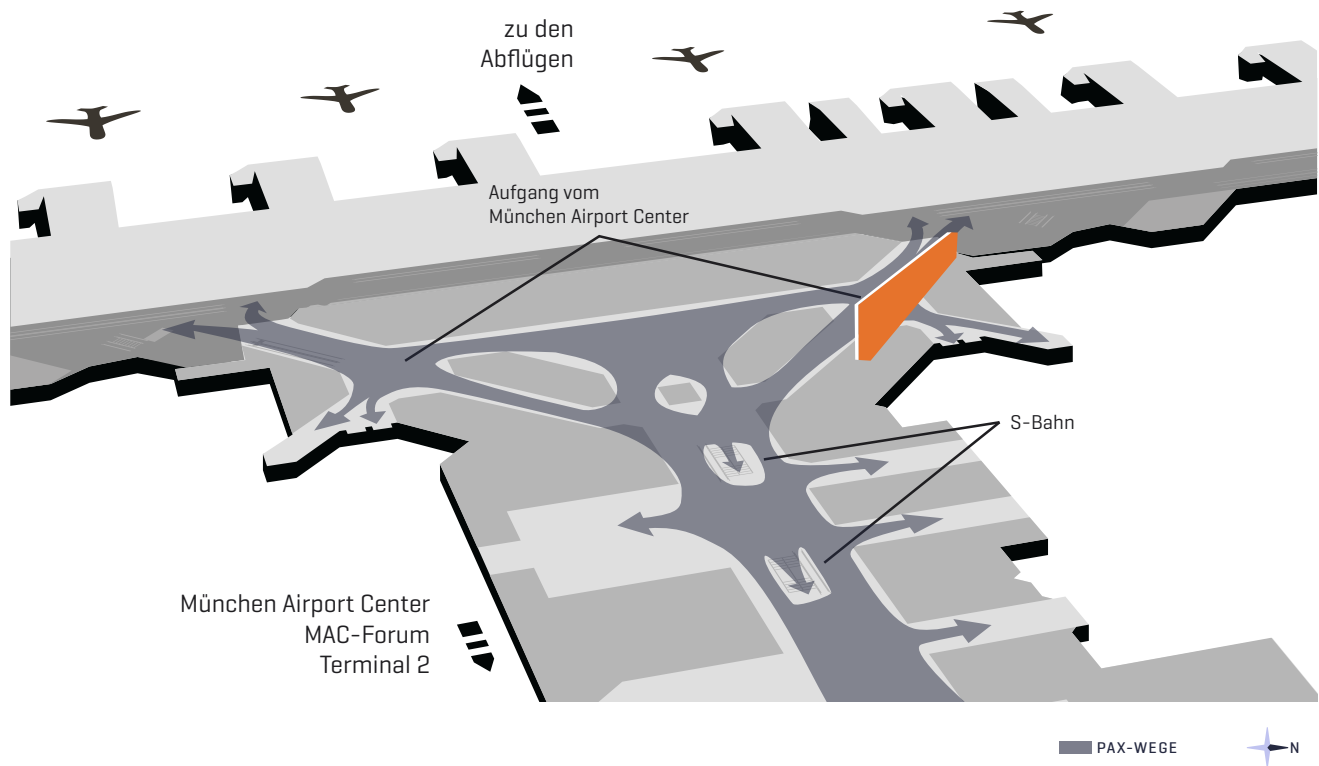 zu den
Abflügen
Aufgang vom
München Airport Center
S-Bahn
München Airport Center
MAC-Forum
Terminal 2
PAX-WEGE
N